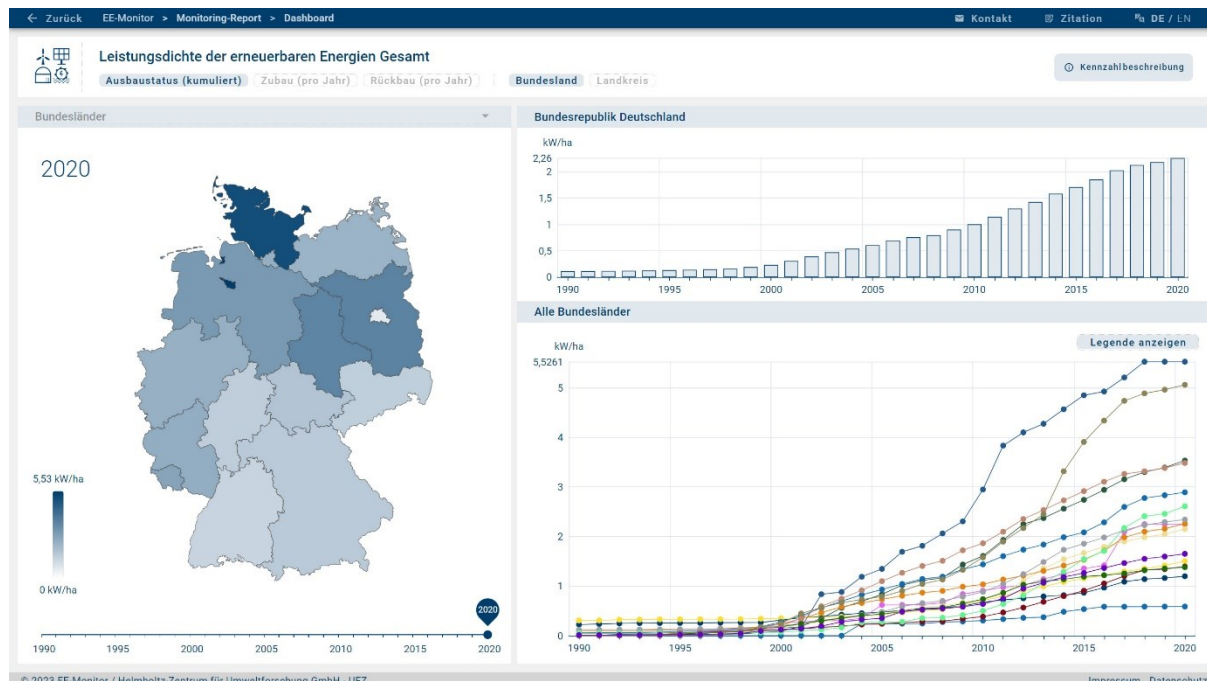 ← Zurück EE-Monitor > Monitoring-Report > Dashboard Kontakt Zitation DE / EN
Leistungsdichte der erneuerbaren Energien Gesamt
Ausbaustatus (kumuliert) Zubau (pro Jahr) Rückbau (pro Jahr) Bundesland Landkreis
Kennzahlbeschreibung
Bundesländer
2020
5,53 kW/ha
0 kW/ha
2020
1990 1995 2000 2005 2010 2015 2020
Bundesrepublik Deutschland
kW/ha
2,26
2
1,5
1
0,5
0
1990 1995 2000 2005 2010 2015 2020
Alle Bundesländer
Legende anzeigen
kW/ha
5,5261
5
4
3
2
1
0
1990 1995 2000 2005 2010 2015 2020
© 2023 EE-Monitor / Helmholtz Zentrum für Umweltforschung GmbH - UFZ Impressum Datenschutz